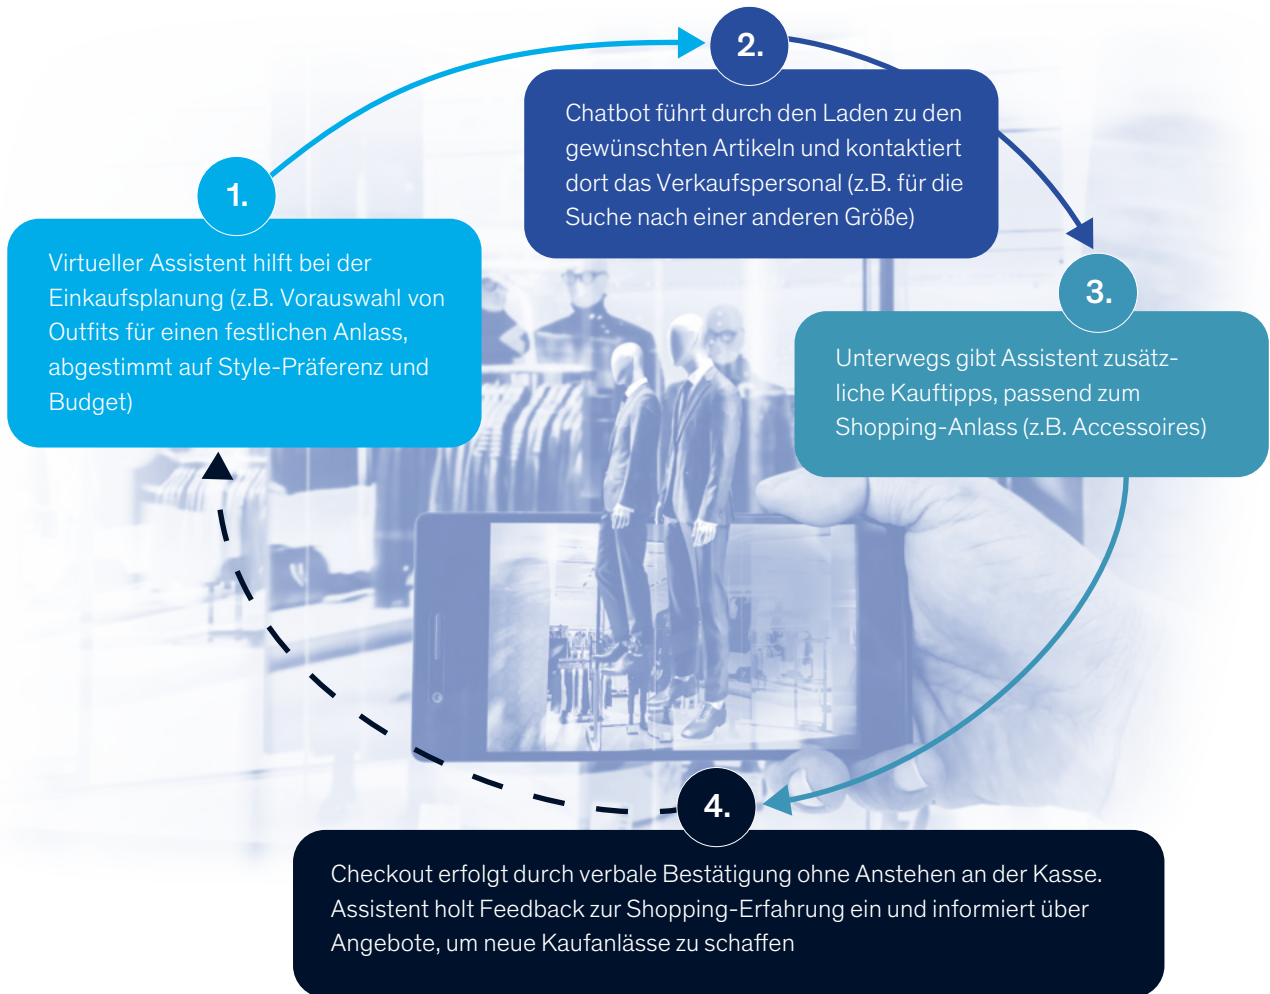 1.
Virtueller Assistent hilft bei der
Einkaufsplanung (z.B. Vorauswahl von
Outfits für einen festlichen Anlass,
abgestimmt auf Style-Präferenz und
Budget)
2.
Chatbot führt durch den Laden zu den
gewünschten Artikeln und kontaktiert
dort das Verkaufspersonal (z.B. für die
Suche nach einer anderen Größe)
3.
Unterwegs gibt Assistent zusätz-
liche Kauftipps, passend zum
Shopping-Anlass (z.B. Accessoires)
4.
Checkout erfolgt durch verbale Bestätigung ohne Anstehen an der Kasse.
Assistent holt Feedback zur Shopping-Erfahrung ein und informiert über
Angebote, um neue Kaufanlässe zu schaffen